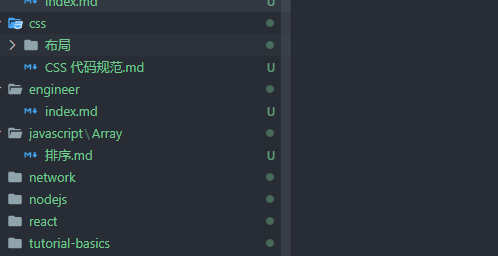 index.md
css
布局
CSS 代码规范.md U
engineer
index.md U
javascript\Array
排序.md U
network
nodejs
react
tutorial-basics